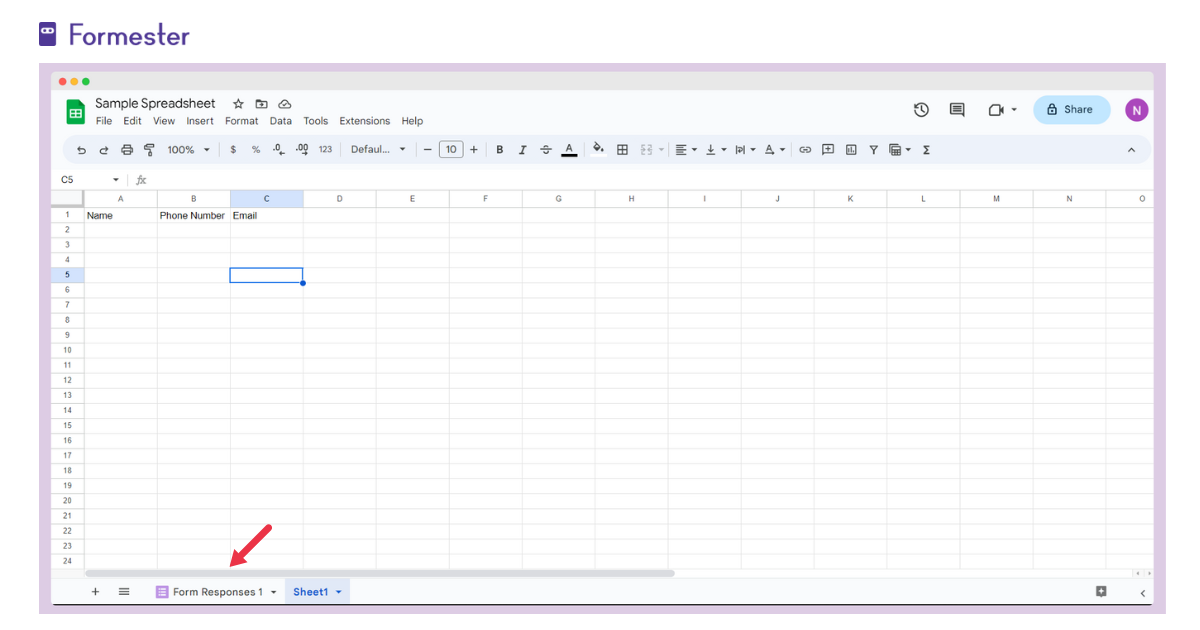 Formester
Sample Spreadsheet
File Edit View Insert Format Data Tools Extensions Help
Share
N
100% $ % .0 .00 123 Defaul... 10 B I A A Σ
C5 fx
A B C D E F G H I J K L M N O
1 Name Phone Number Email
2
3
4
5
6
7
8
9
10
11
12
13
14
15
16
17
18
19
20
21
22
23
24
Form Responses 1 Sheet1